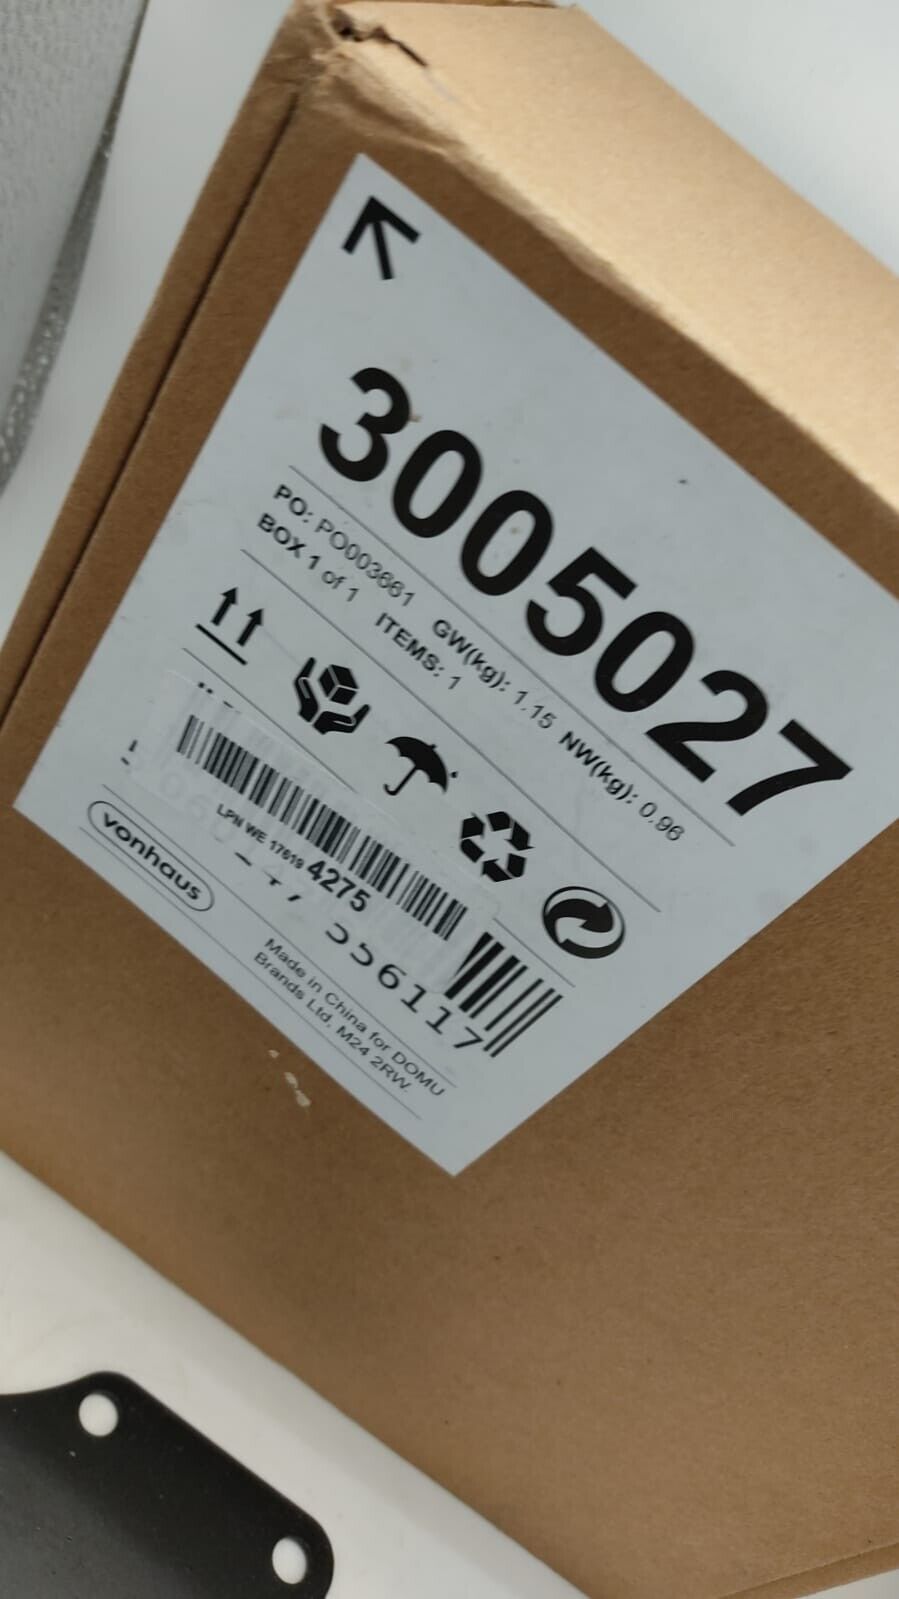 3005027
PO: PO003661 GW(kg): 1.15 NW(kg): 0.96
BOX 1 of 1 ITEMS: 1
LPN WE 17619 4275
556117
vonhaus
Made in China for DOMU
Brands Ltd. M24 2RW.